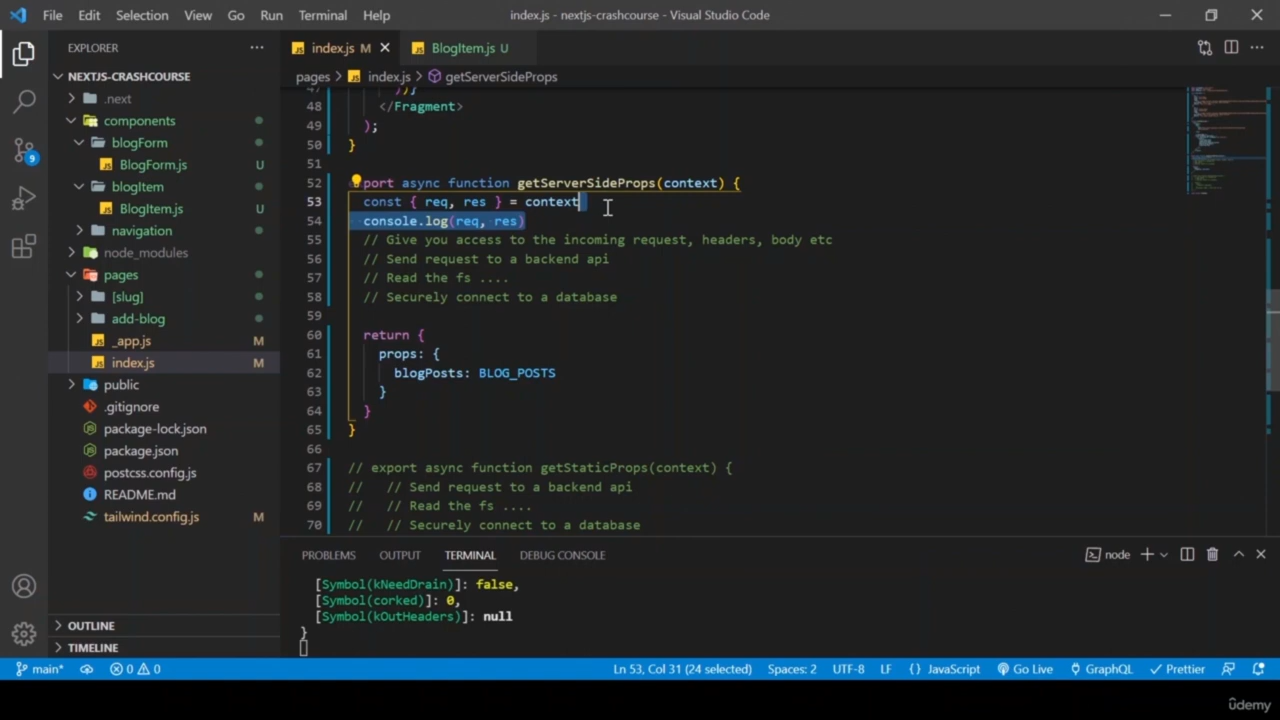 File Edit Selection View Go Run Terminal Help index.js - nextjs-crashcourse - Visual Studio Code
EXPLORER
NEXTJS-CRASHCOURSE
.next
components
blogForm
BlogForm.js U
blogItem
BlogItem.js U
navigation
node_modules
pages
[slug]
add-blog
_app.js M
index.js M
public
.gitignore
package-lock.json
package.json
postcss.config.js
README.md
tailwind.config.js M
OUTLINE
TIMELINE
9
index.js M BlogItem.js U
pages > index.js > getServerSideProps
47 ))}
48 </Fragment>
49 );
50 }
51
52 port async function getServerSideProps(context) {
53 const { req, res } = context
54 console.log(req, res)
55 // Give you access to the incoming request, headers, body etc
56 // Send request to a backend api
57 // Read the fs ....
58 // Securely connect to a database
59
60 return {
61 props: {
62 blogPosts: BLOG_POSTS
63 }
64 }
65 }
66
67 // export async function getStaticProps(context) {
68 // // Send request to a backend api
69 // // Read the fs ....
70 // // Securely connect to a database
PROBLEMS OUTPUT TERMINAL DEBUG CONSOLE node
[Symbol(kNeedDrain)]: false,
[Symbol(corked)]: 0,
[Symbol(kOutHeaders)]: null
}
main* 0 0 Ln 53, Col 31 (24 selected) Spaces: 2 UTF-8 LF {} JavaScript Go Live GraphQL Prettier
ûdemy